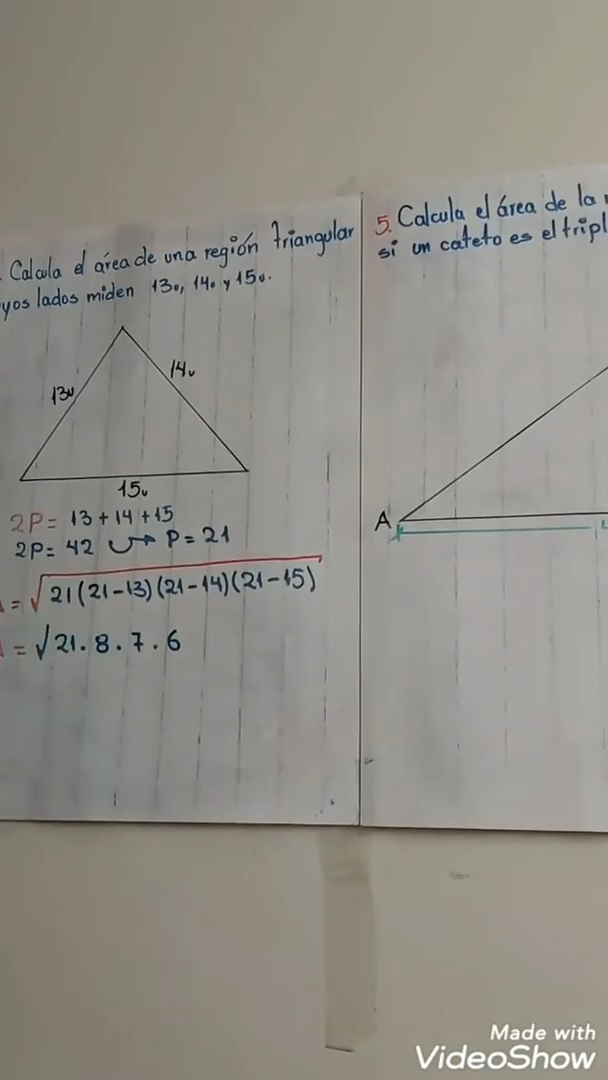 Calcula el área de una región triangular
yos lados miden 13u, 14u y 15u.
13u
14u
15u
2P = 13 + 14 + 15
2P = 42 P = 21
= √21(21-13)(21-14)(21-15)
= √21.8.7.6
5. Calcula el área de la
si un cateto es el tripl
A
Made with
VideoShow